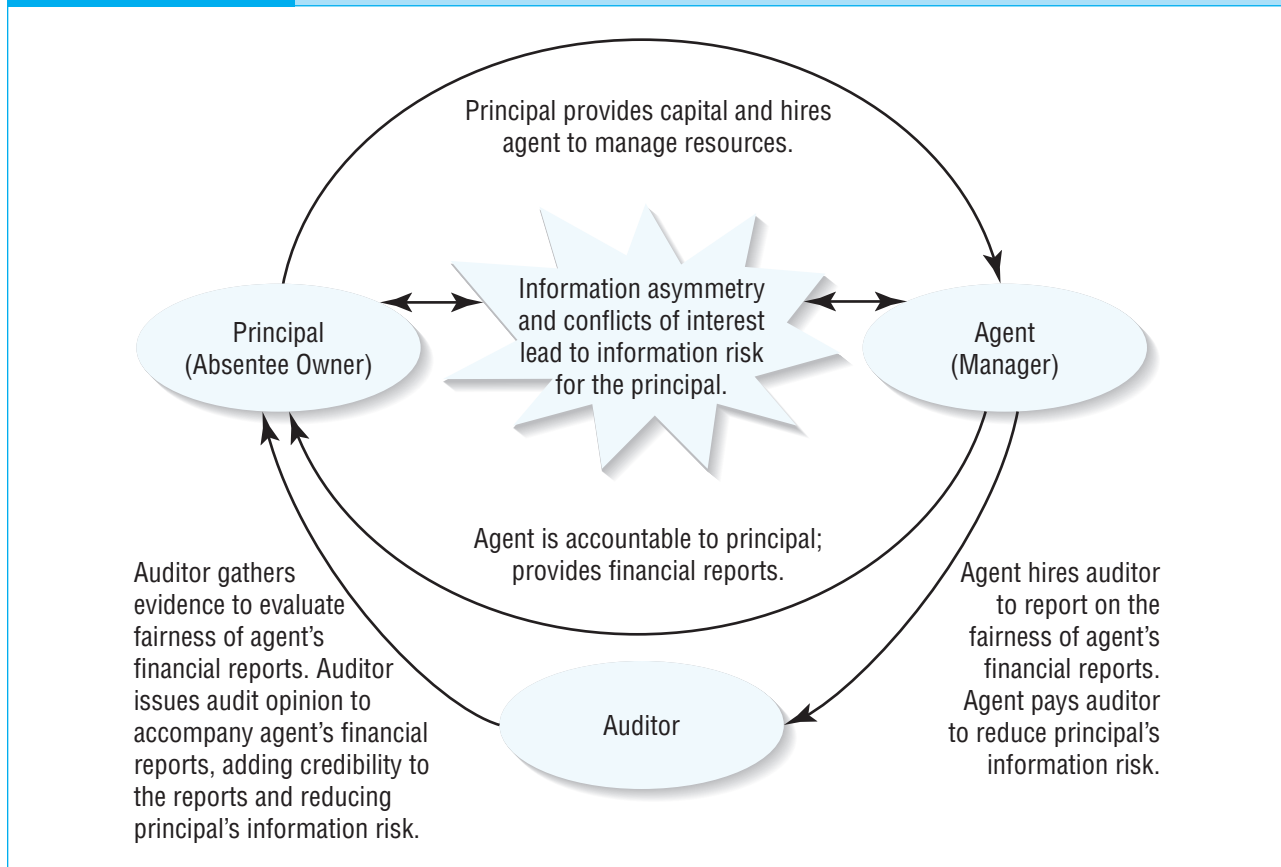 Principal provides capital and hires
agent to manage resources.
Information asymmetry
and conflicts of interest
lead to information risk
for the principal.
Principal
(Absentee Owner)
Agent
(Manager)
Agent is accountable to principal;
provides financial reports.
Auditor gathers
evidence to evaluate
fairness of agent’s
financial reports. Auditor
issues audit opinion to
accompany agent’s financial
reports, adding credibility to
the reports and reducing
principal’s information risk.
Auditor
Agent hires auditor
to report on the
fairness of agent’s
financial reports.
Agent pays auditor
to reduce principal’s
information risk.